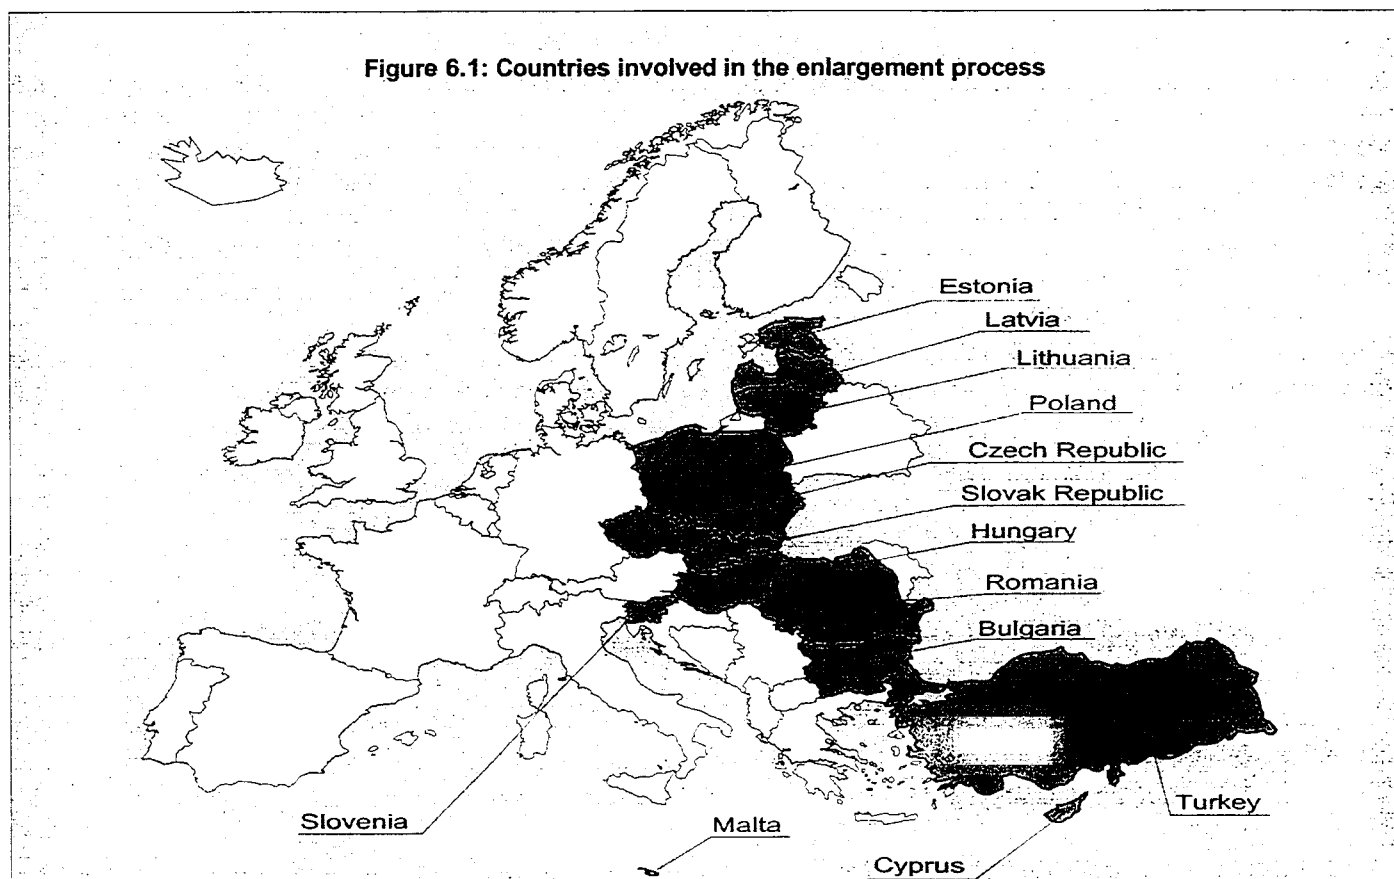 Figure 6.1: Countries involved in the enlargement process
Estonia
Latvia
Lithuania
Poland
Czech Republic
Slovak Republic
Hungary
Romania
Bulgaria
Turkey
Slovenia
Malta
Cyprus